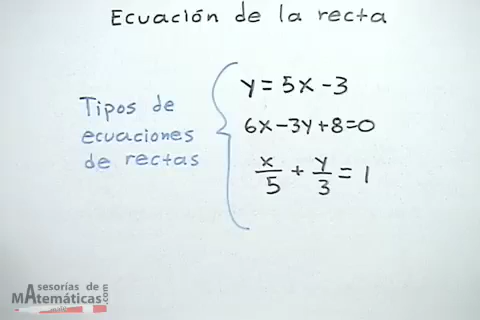 Ecuación de la recta
Tipos de
ecuaciones
de rectas
y = 5x - 3
6x - 3y + 8 = 0
x/5 + y/3 = 1
Asesorías de
MAtemáticas.com